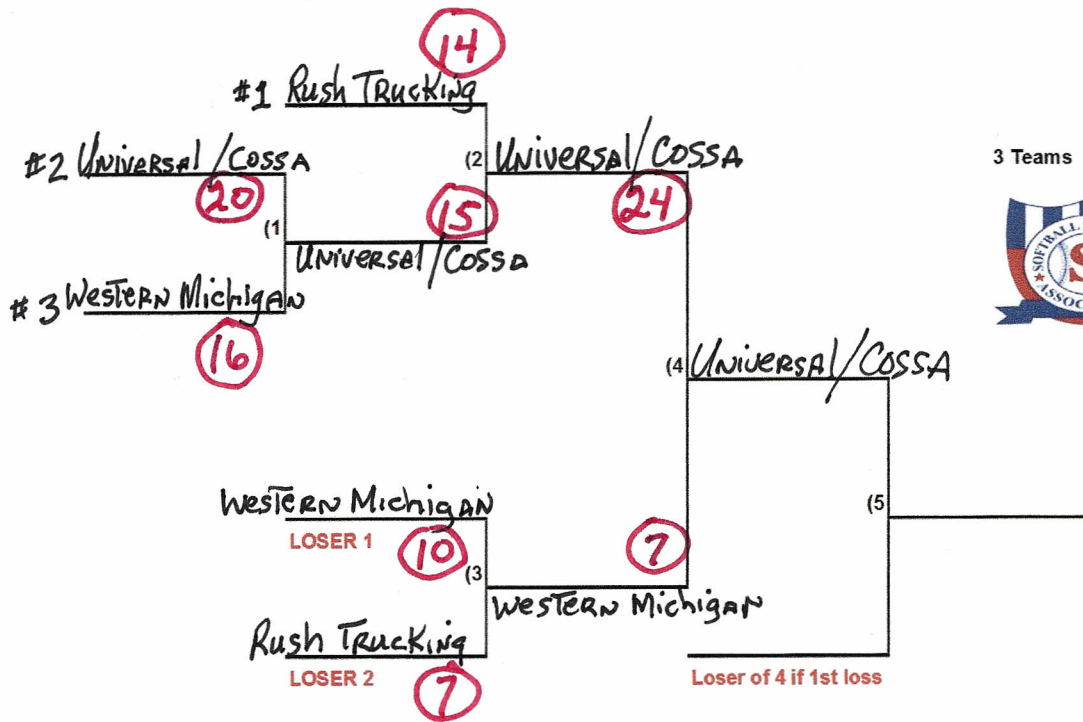 14
#1 Rush Trucking
#2 Universal/Cossa
(2 Universal/Cossa
3 Teams
20
15
24
(1
Universal/Cossa
#3 Western Michigan
SOFTBALL
S
ASSOC
16
(4 Universal/Cossa
Western Michigan
(5
LOSER 1
10
7
(3
Western Michigan
Rush Trucking
LOSER 2
7
Loser of 4 if 1st loss